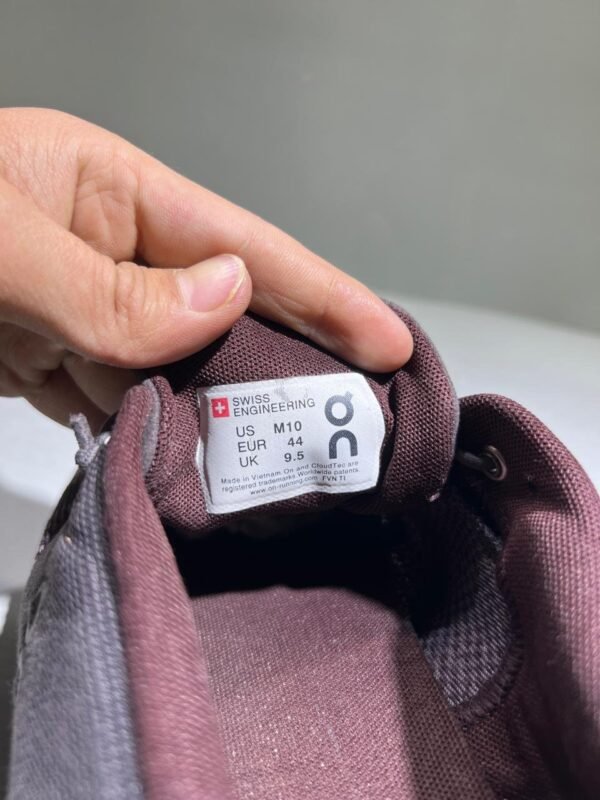 SWISS
ENGINEERING
US M10
EUR 44
UK 9.5
on
Made in Vietnam On and CloudTec are
registered trademarks Worldwide patents
www.on-running.com FVN TI